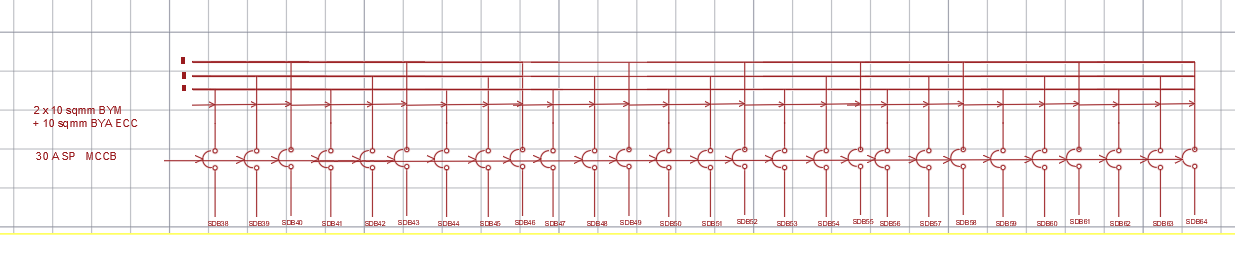 2 x 10 sqmm BYM
+ 10 sqmm BYA ECC
30 A SP MCCB
SDB38 SDB39 SDB40 SDB41 SDB42 SDB43 SDB44 SDB45 SDB46 SDB47 SDB48 SDB49 SDB50 SDB51 SDB52 SDB53 SDB54 SDB55 SDB56 SDB57 SDB58 SDB59 SDB60 SDB61 SDB62 SDB63 SDB64